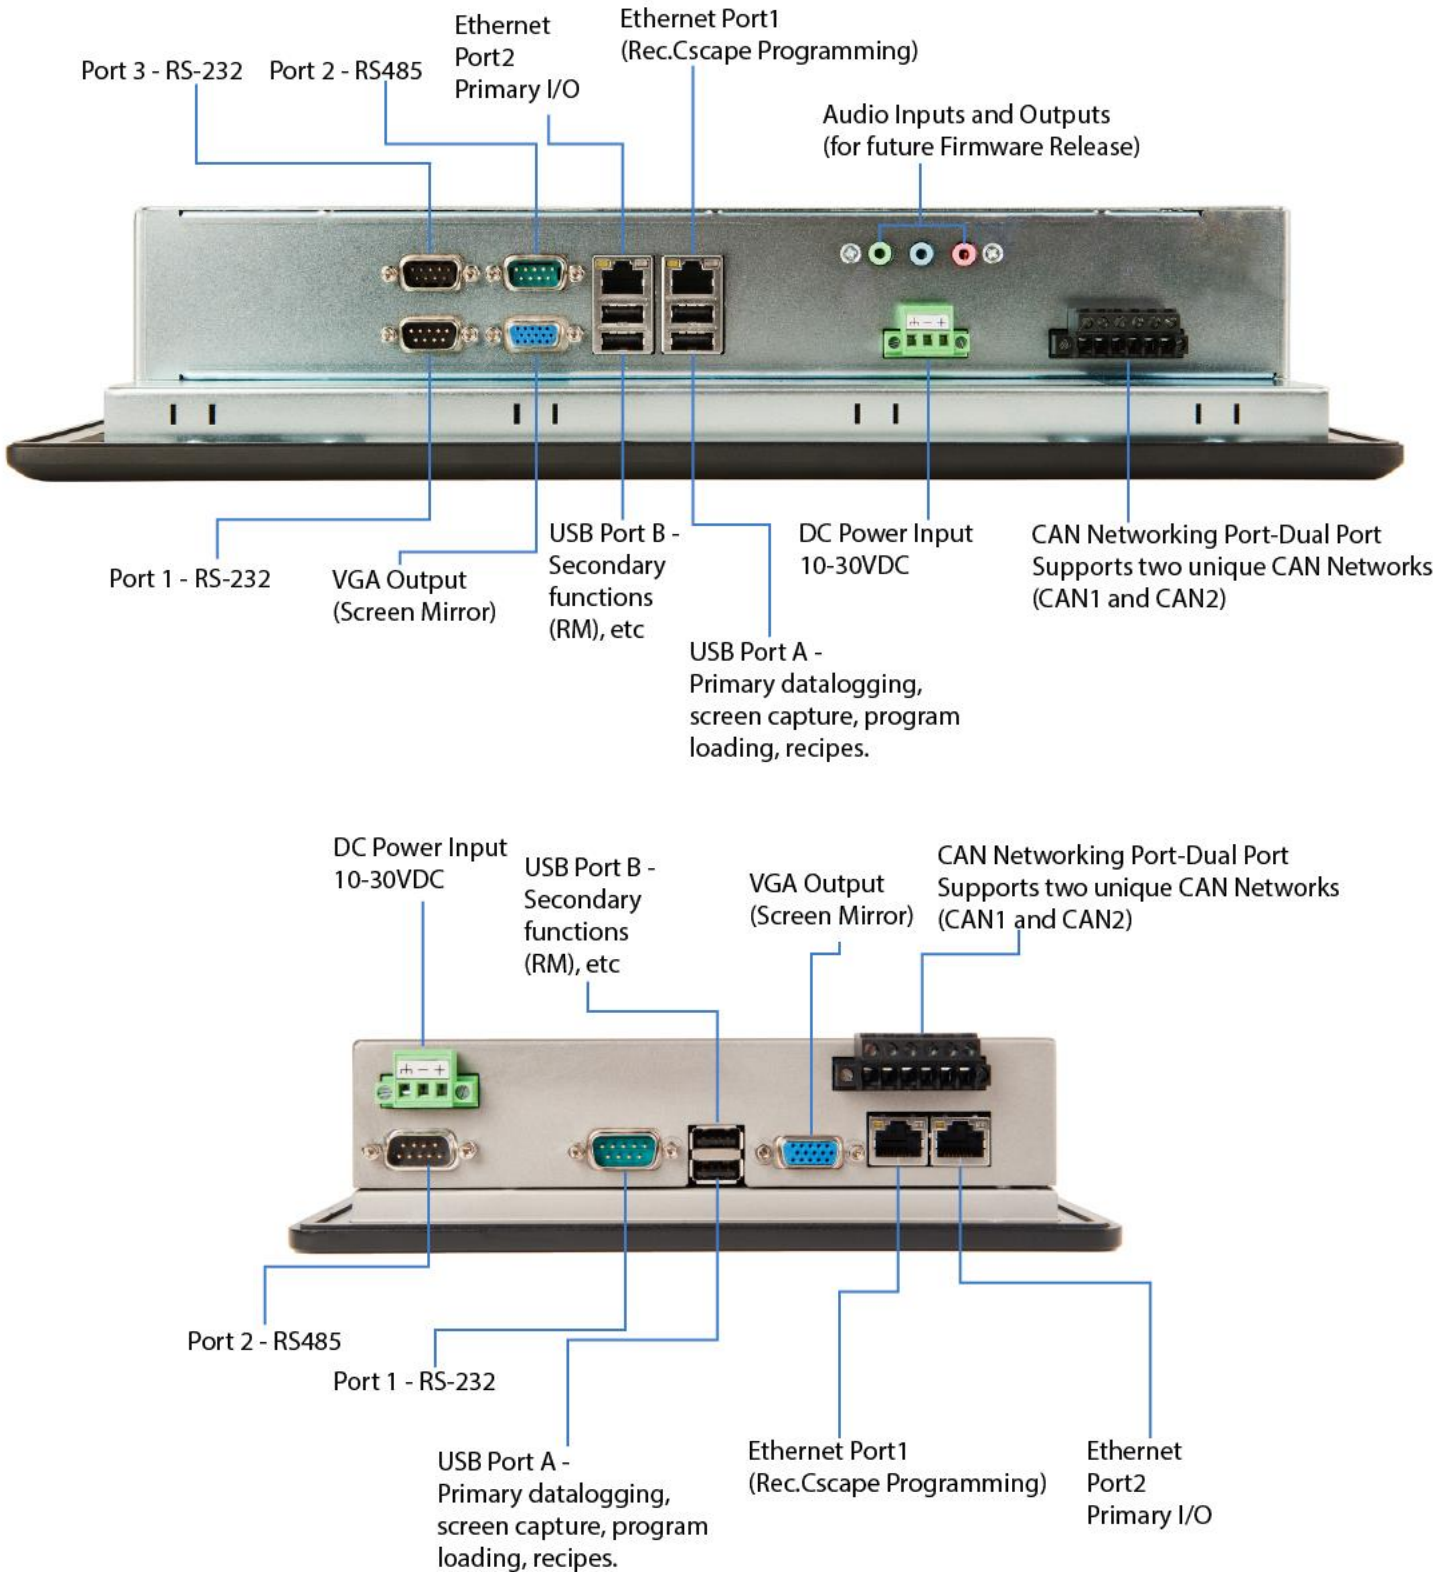 Ethernet
Port2
Primary I/O
Ethernet Port1
(Rec.Cscape Programming)
Port 3 - RS-232
Port 2 - RS485
Audio Inputs and Outputs
(for future Firmware Release)
Port 1 - RS-232
VGA Output
(Screen Mirror)
USB Port B -
Secondary
functions
(RM), etc
USB Port A -
Primary datalogging,
screen capture, program
loading, recipes.
DC Power Input
10-30VDC
CAN Networking Port-Dual Port
Supports two unique CAN Networks
(CAN1 and CAN2)
DC Power Input
10-30VDC
USB Port B -
Secondary
functions
(RM), etc
VGA Output
(Screen Mirror)
CAN Networking Port-Dual Port
Supports two unique CAN Networks
(CAN1 and CAN2)
Port 2 - RS485
Port 1 - RS-232
USB Port A -
Primary datalogging,
screen capture, program
loading, recipes.
Ethernet Port1
(Rec.Cscape Programming)
Ethernet
Port2
Primary I/O